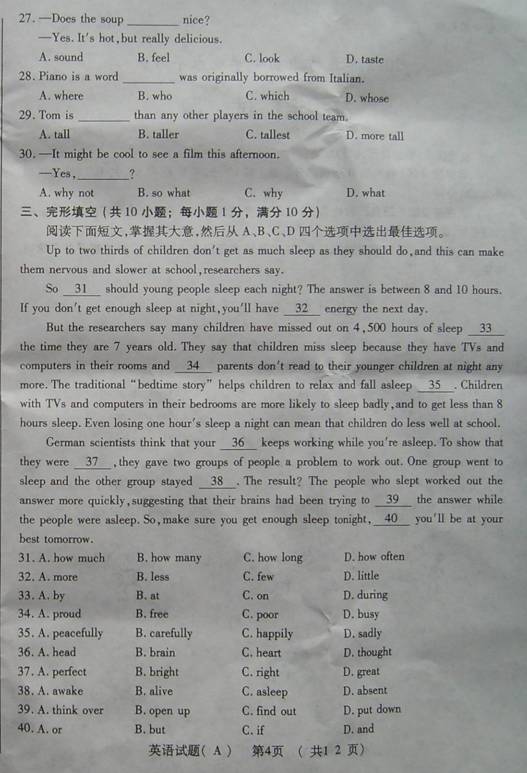 27. —Does the soup ________ nice?
—Yes. It's hot, but really delicious.
A. sound B. feel C. look D. taste
28. Piano is a word ________ was originally borrowed from Italian.
A. where B. who C. which D. whose
29. Tom is ________ than any other players in the school team.
A. tall B. taller C. tallest D. more tall
30. —It might be cool to see a film this afternoon.
—Yes, ________?
A. why not B. so what C. why D. what
三、完形填空(共10小题; 每小题1分, 满分10分)
阅读下面短文,掌握其大意,然后从A、B、C、D四个选项中选出最佳选项。
Up to two thirds of children don't get as much sleep as they should do, and this can make
them nervous and slower at school, researchers say.
So 31 should young people sleep each night? The answer is between 8 and 10 hours.
If you don't get enough sleep at night, you'll have 32 energy the next day.
But the researchers say many children have missed out on 4,500 hours of sleep 33
the time they are 7 years old. They say that children miss sleep because they have TVs and
computers in their rooms and 34 parents don't read to their younger children at night any
more. The traditional "bedtime story" helps children to relax and fall asleep 35 . Children
with TVs and computers in their bedrooms are more likely to sleep badly, and to get less than 8
hours sleep. Even losing one hour's sleep a night can mean that children do less well at school.
German scientists think that your 36 keeps working while you're asleep. To show that
they were 37 , they gave two groups of people a problem to work out. One group went to
sleep and the other group stayed 38 . The result? The people who slept worked out the
answer more quickly, suggesting that their brains had been trying to 39 the answer while
the people were asleep. So, make sure you get enough sleep tonight, 40 you'll be at your
best tomorrow.
31. A. how much B. how many C. how long D. how often
32. A. more B. less C. few D. little
33. A. by B. at C. on D. during
34. A. proud B. free C. poor D. busy
35. A. peacefully B. carefully C. happily D. sadly
36. A. head B. brain C. heart D. thought
37. A. perfect B. bright C. right D. great
38. A. awake B. alive C. asleep D. absent
39. A. think over B. open up C. find out D. put down
40. A. or B. but C. if D. and
英语试题(A) 第4页 (共1 2页)